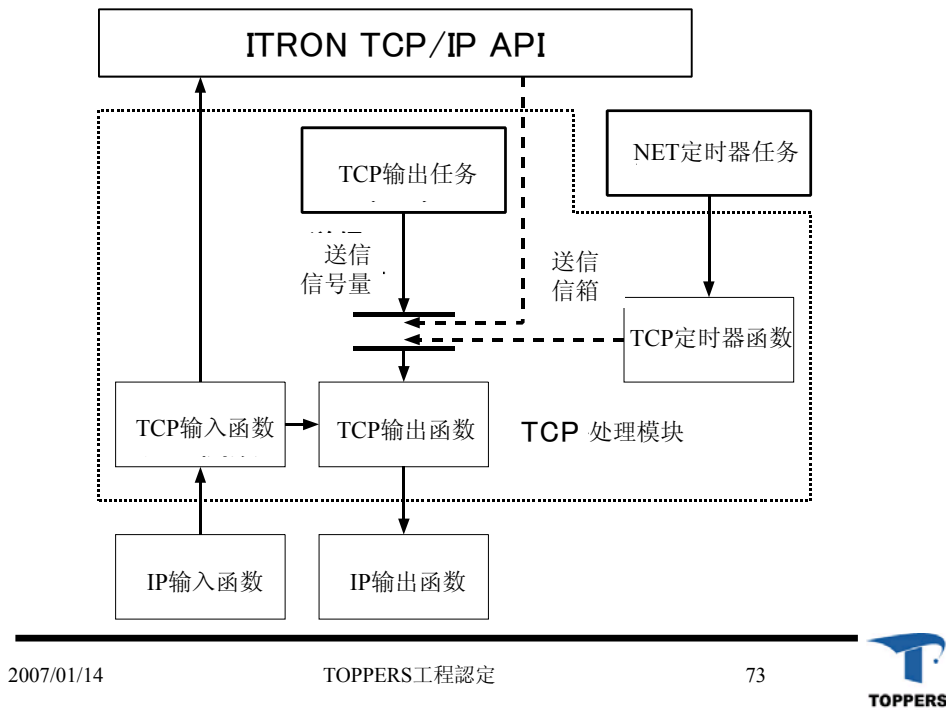 ITRON TCP/IP API
TCP输出任务
NET定时器任务
送信
信号量
送信
信箱
TCP定时器函数
TCP输入函数
TCP输出函数
TCP 处理模块
IP输入函数
IP输出函数
2007/01/14
TOPPERS工程認定
73
TOPPERS